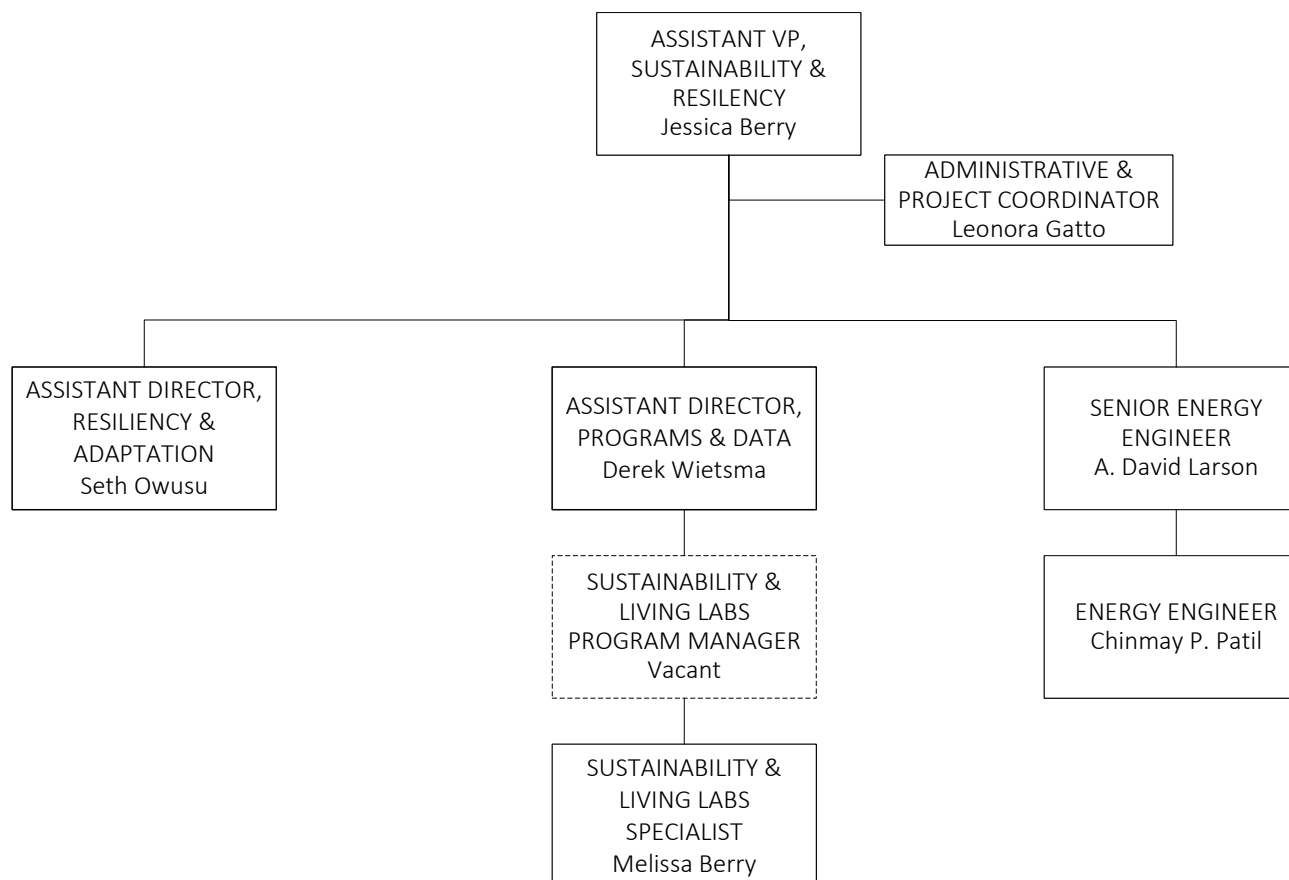 ASSISTANT VP,
SUSTAINABILITY &
RESILENCY
Jessica Berry
ADMINISTRATIVE &
PROJECT COORDINATOR
Leonora Gatto
ASSISTANT DIRECTOR,
RESILIENCY &
ADAPTATION
Seth Owusu
ASSISTANT DIRECTOR,
PROGRAMS & DATA
Derek Wietsma
SENIOR ENERGY
ENGINEER
A. David Larson
SUSTAINABILITY &
LIVING LABS
PROGRAM MANAGER
Vacant
ENERGY ENGINEER
Chinmay P. Patil
SUSTAINABILITY &
LIVING LABS
SPECIALIST
Melissa Berry